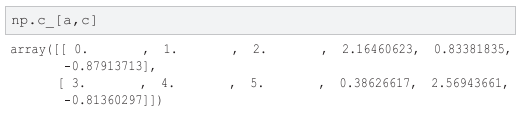 np.c_[a,c]
array([[ 0.        ,  1.        ,  2.        ,  2.16460623,  0.83381835,
        -0.87913713],
       [ 3.        ,  4.        ,  5.        ,  0.38626617,  2.56943661,
        -0.81360297]])